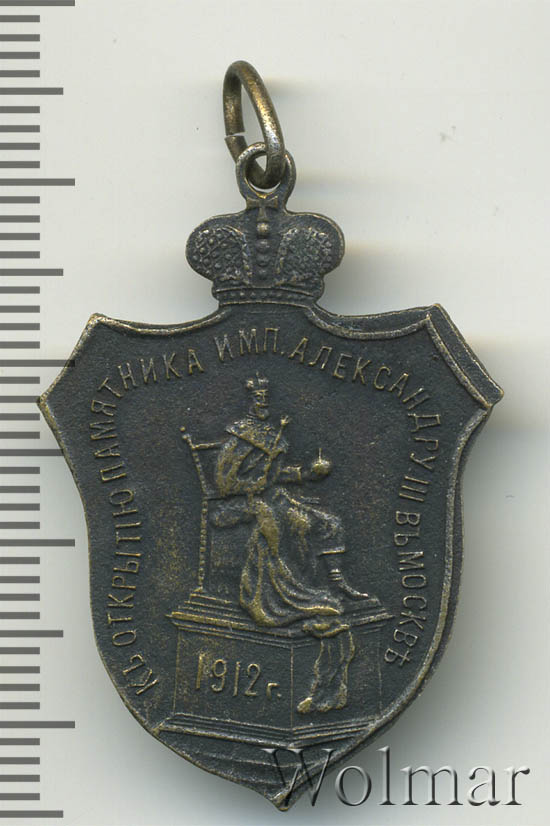 КЪ ОТКРЫТІЮ ПАМЯТНИКА ИМП. АЛЕКСАНДРУ III ВЪ МОСКВѢ
1912 г.
Wolmar